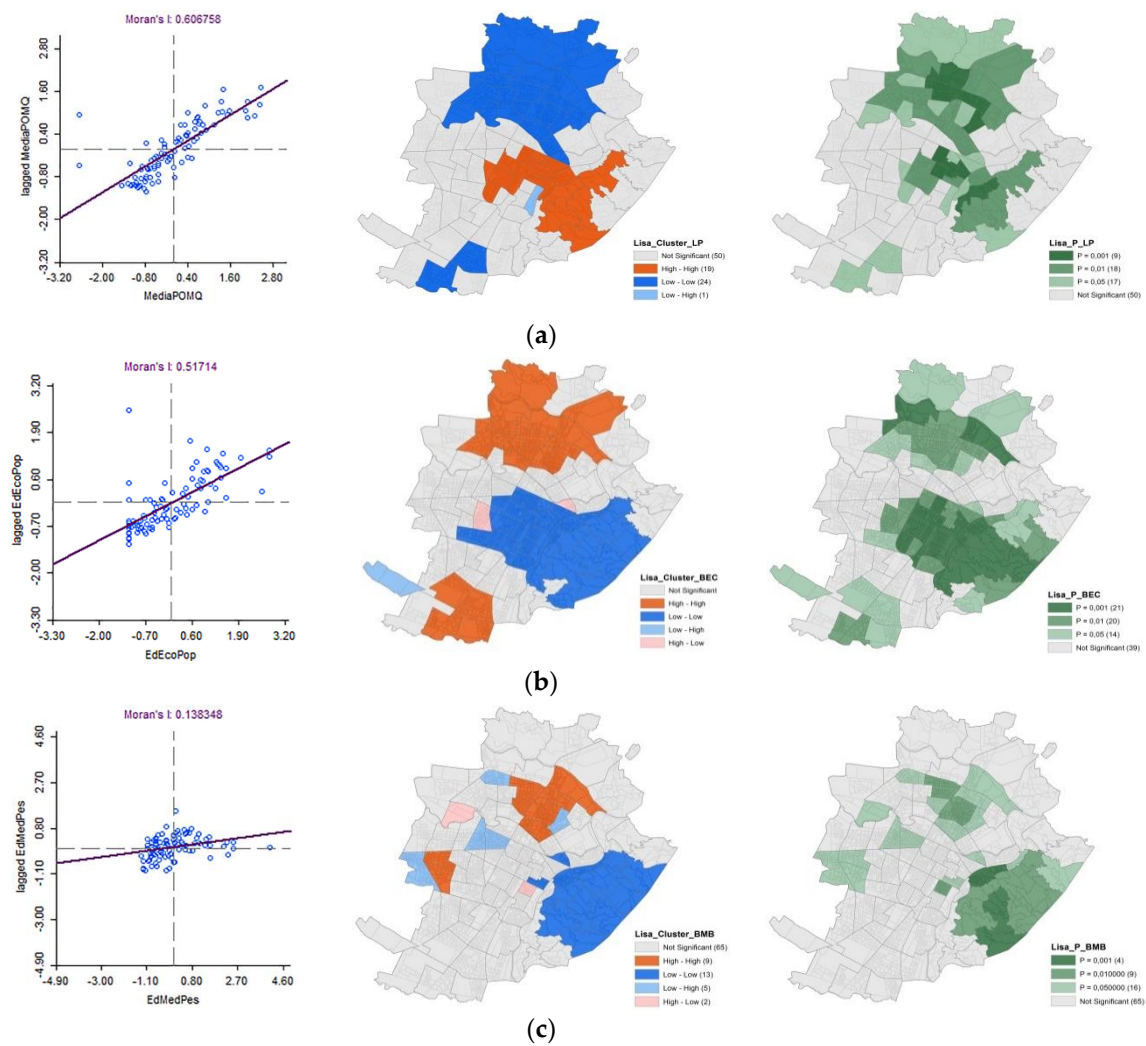 Moran's I: 0.606758
2.80
1.60
0.40
-0.80
-2.00
-3.20
lagged MediaPOMQ
-3.20 -2.00 -0.80 0.40 1.60 2.80
MediaPOMQ
Lisa_Cluster_LP
Not Significant (50)
High - High (19)
Low - Low (24)
Low - High (1)
Lisa_P_LP
P = 0,001 (9)
P = 0,01 (18)
P = 0,05 (17)
Not Significant (50)
(a)
Moran's I: 0.51714
3.20
1.90
0.60
-0.70
-2.00
-3.30
lagged EdEcoPop
-3.30 -2.00 -0.70 0.60 1.90 3.20
EdEcoPop
Lisa_Cluster_BEC
Not Significant
High - High
Low - Low
Low - High
High - Low
Lisa_P_BEC
P = 0,001 (21)
P = 0,01 (20)
P = 0,05 (14)
Not Significant (39)
(b)
Moran's I: 0.138348
4.60
2.70
0.80
-1.10
-3.00
-4.90
lagged EdMedPes
-4.90 -3.00 -1.10 0.80 2.70 4.60
EdMedPes
Lisa_Cluster_BMB
Not Significant (65)
High - High (9)
Low - Low (13)
Low - High (5)
High - Low (2)
Lisa_P_BMB
P = 0,001 (4)
P = 0,010000 (9)
P = 0,050000 (16)
Not Significant (65)
(c)